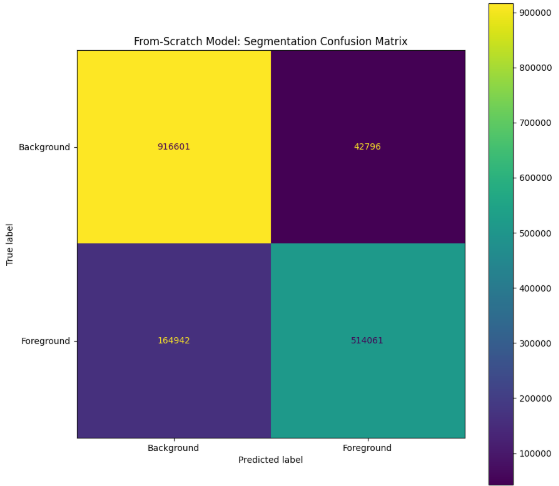 From-Scratch Model: Segmentation Confusion Matrix
Background
916601
42796
True label
Foreground
164942
514061
Background
Foreground
Predicted label
900000
800000
700000
600000
500000
400000
300000
200000
100000